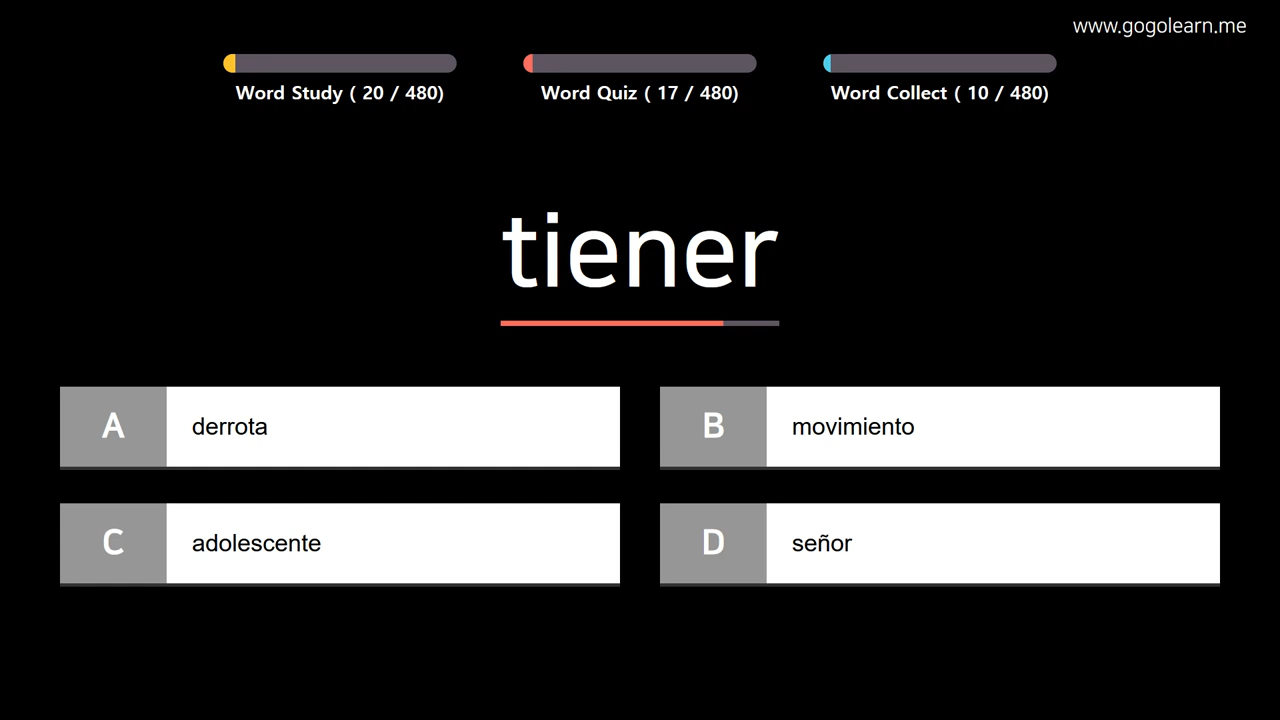 www.gogolearn.me
Word Study ( 20 / 480)
Word Quiz ( 17 / 480)
Word Collect ( 10 / 480)
tiener
A derrota
B movimiento
C adolescente
D señor